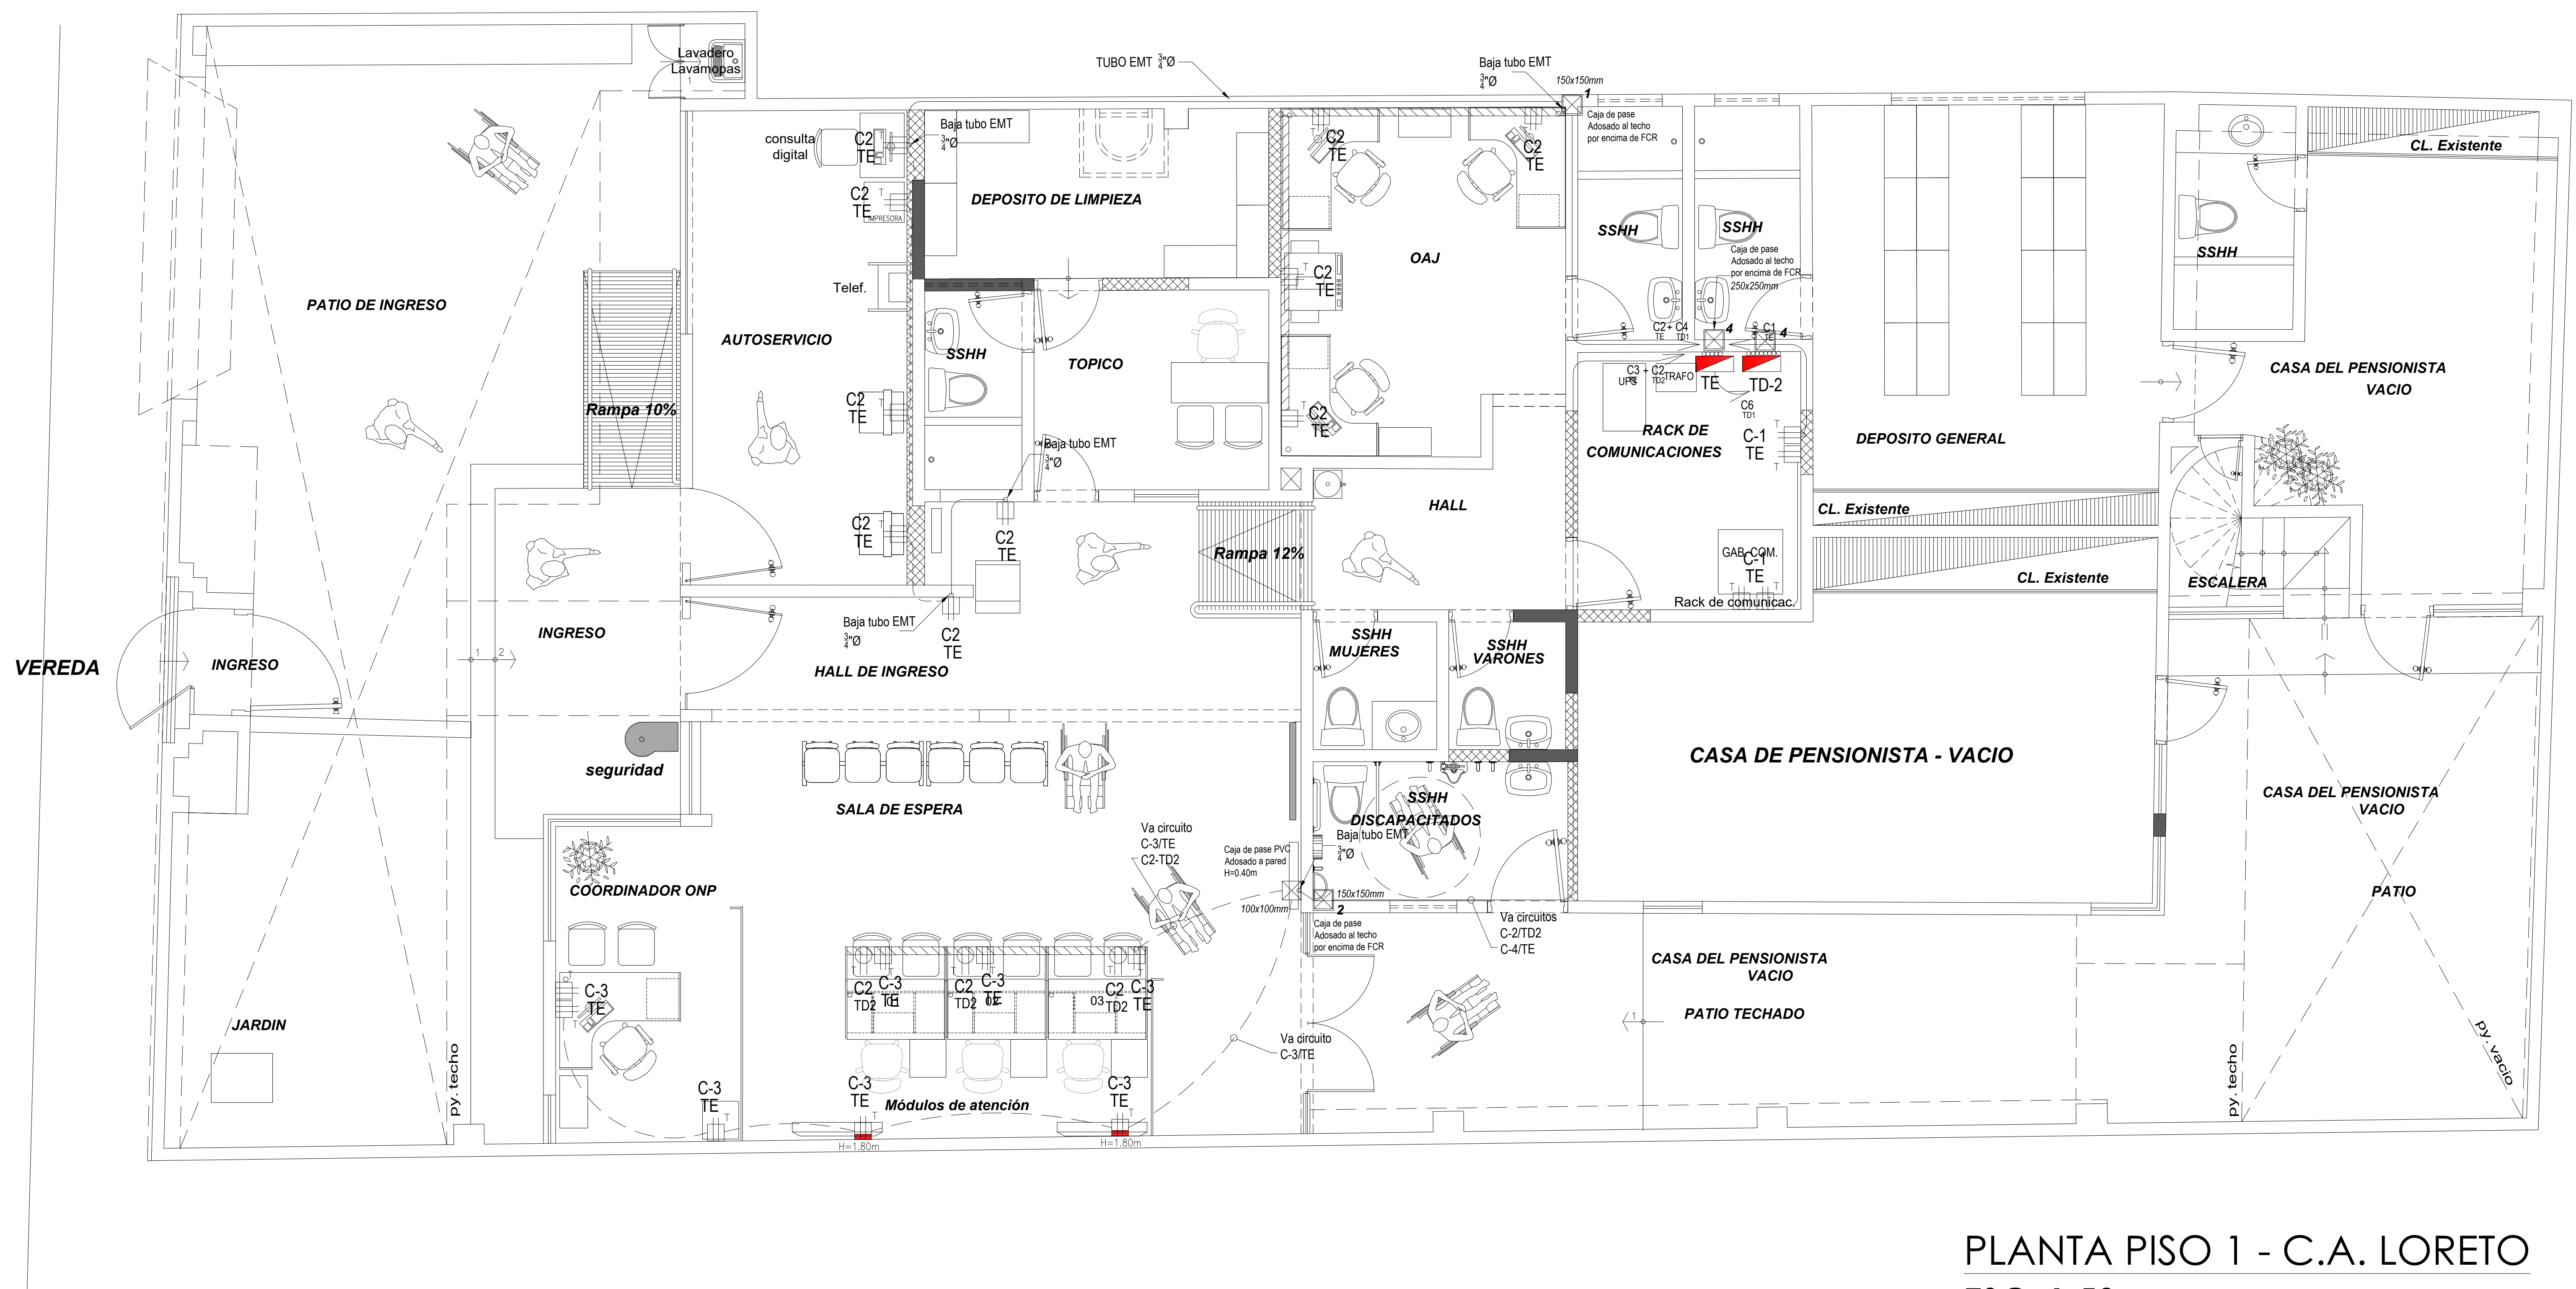 Lavadero
Lavamopas
1
TUBO EMT 3/4"Ø
Baja tubo EMT
3/4"Ø
150x150mm
1
Caja de pase
Adosado al techo
por encima de FCR
consulta
digital
C2
TE
Baja tubo EMT
3/4"Ø
C2
TE
IMPRESORA
DEPOSITO DE LIMPIEZA
C2
TE
C2
TE
OAJ
C2
TE
SSHH
SSHH
Caja de pase
Adosado al techo
por encima de FCR
250x250mm
CL. Existente
SSHH
PATIO DE INGRESO
Telef.
AUTOSERVICIO
SSHH
TOPICO
C2 + C4
TE TD1
4
C1
TE
4
C3 + C2
TE TD2
UPS
TRAFO
TE
TD-2
C6
TD1
CASA DEL PENSIONISTA
VACIO
Rampa 10%
C2
TE
C2
TE
Baja tubo EMT
3/4"Ø
RACK DE
COMUNICACIONES
C-1
TE
DEPOSITO GENERAL
HALL
CL. Existente
C2
TE
C2
TE
Rampa 12%
GAB. COM.
C-1
TE
Rack de comunicac.
CL. Existente
ESCALERA
INGRESO
Baja tubo EMT
3/4"Ø
C2
TE
SSHH
MUJERES
SSHH
VARONES
VEREDA
INGRESO
1
2
HALL DE INGRESO
seguridad
CASA DE PENSIONISTA - VACIO
SALA DE ESPERA
SSHH
DISCAPACITADOS
CASA DEL PENSIONISTA
VACIO
Va circuito
C-3/TE
C2-TD2
Caja de pase PVC
Adosado a pared
H=0.40m
Baja tubo EMT
3/4"Ø
COORDINADOR ONP
PATIO
100x100mm
150x150mm
2
Caja de pase
Adosado al techo
por encima de FCR
Va circuitos
C-2/TD2
C-4/TE
CASA DEL PENSIONISTA
VACIO
C-3
TE
C2
TD2
C-3
TE
01
C2
TD2
C-3
TE
02
03
C2
TD2
C-3
TE
PATIO TECHADO
1
JARDIN
Va circuito
C-3/TE
py. techo
py. techo
py. vacio
C-3
TE
C-3
TE
C-3
TE
Módulos de atención
H=1.80m
H=1.80m
PLANTA PISO 1 - C.A. LORETO